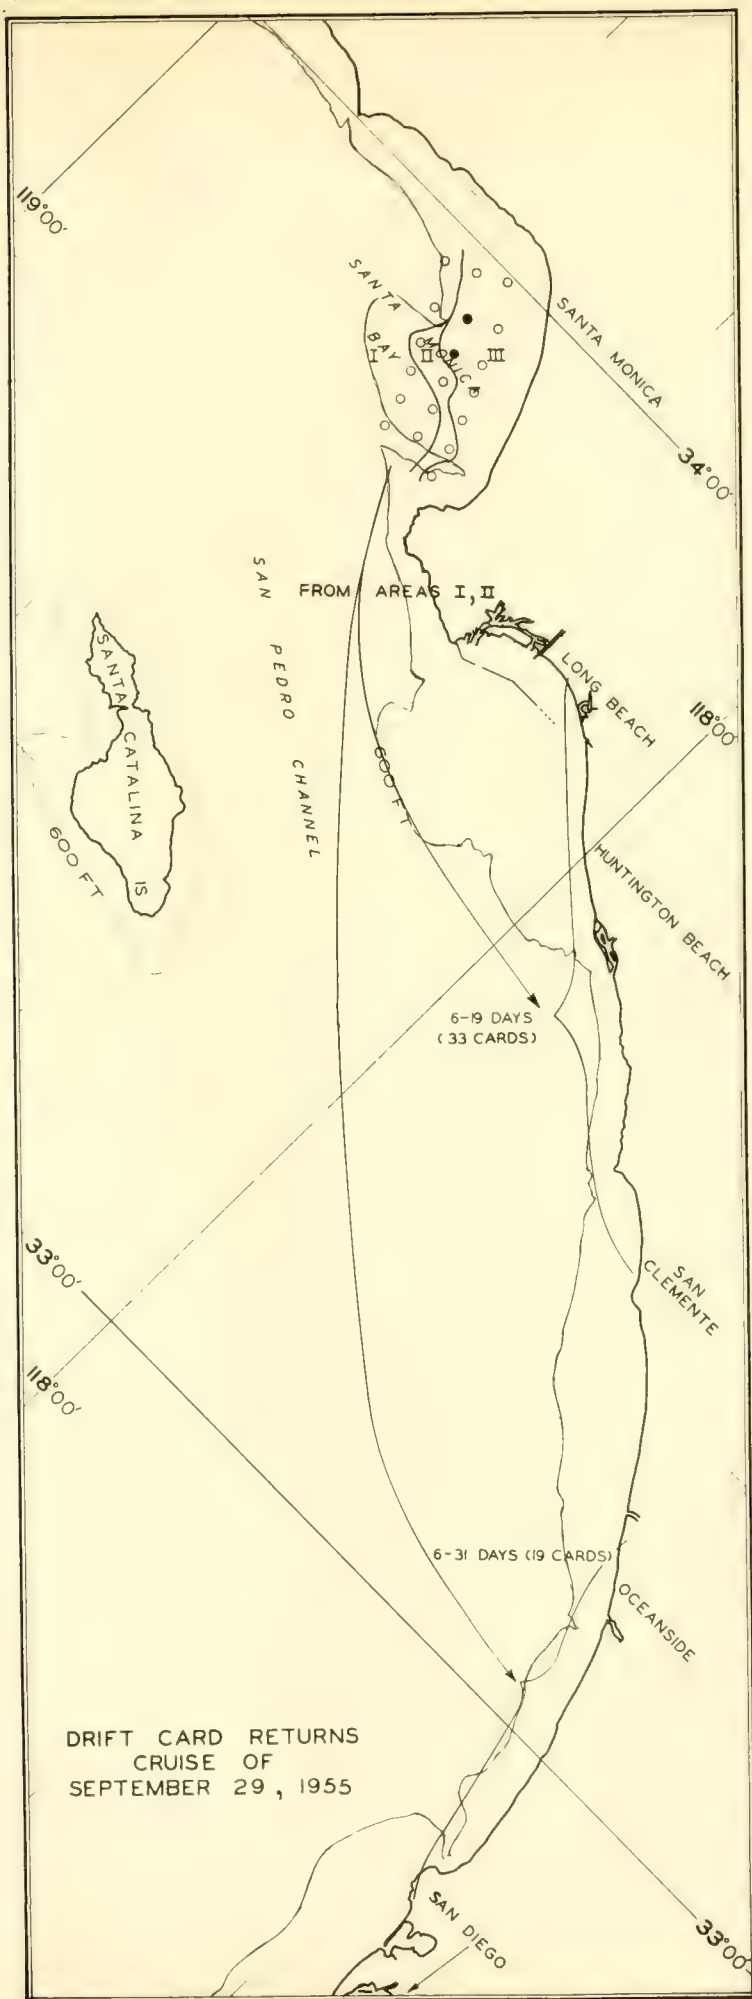 119°00'
SANTA
MONICA
BAY
I
II
III
SANTA MONICA
34°00'
SAN PEDRO CHANNEL
FROM AREAS I, II
LONG BEACH
118°00'
SANTA
CATALINA
IS
600 FT
600 FT
HUNTINGTON BEACH
6-19 DAYS
(33 CARDS)
33°00'
118°00'
SAN
CLEMENTE
6-31 DAYS (19 CARDS)
OCEANSIDE
DRIFT CARD RETURNS
CRUISE OF
SEPTEMBER 29, 1955
SAN DIEGO
33°00'